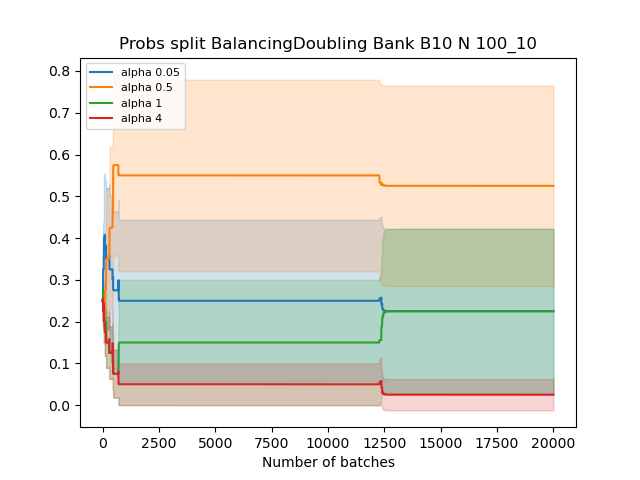 Probs split BalancingDoubling Bank B10 N 100_10
alpha 0.05
alpha 0.5
alpha 1
alpha 4
0.8
0.7
0.6
0.5
0.4
0.3
0.2
0.1
0.0
0 2500 5000 7500 10000 12500 15000 17500 20000
Number of batches